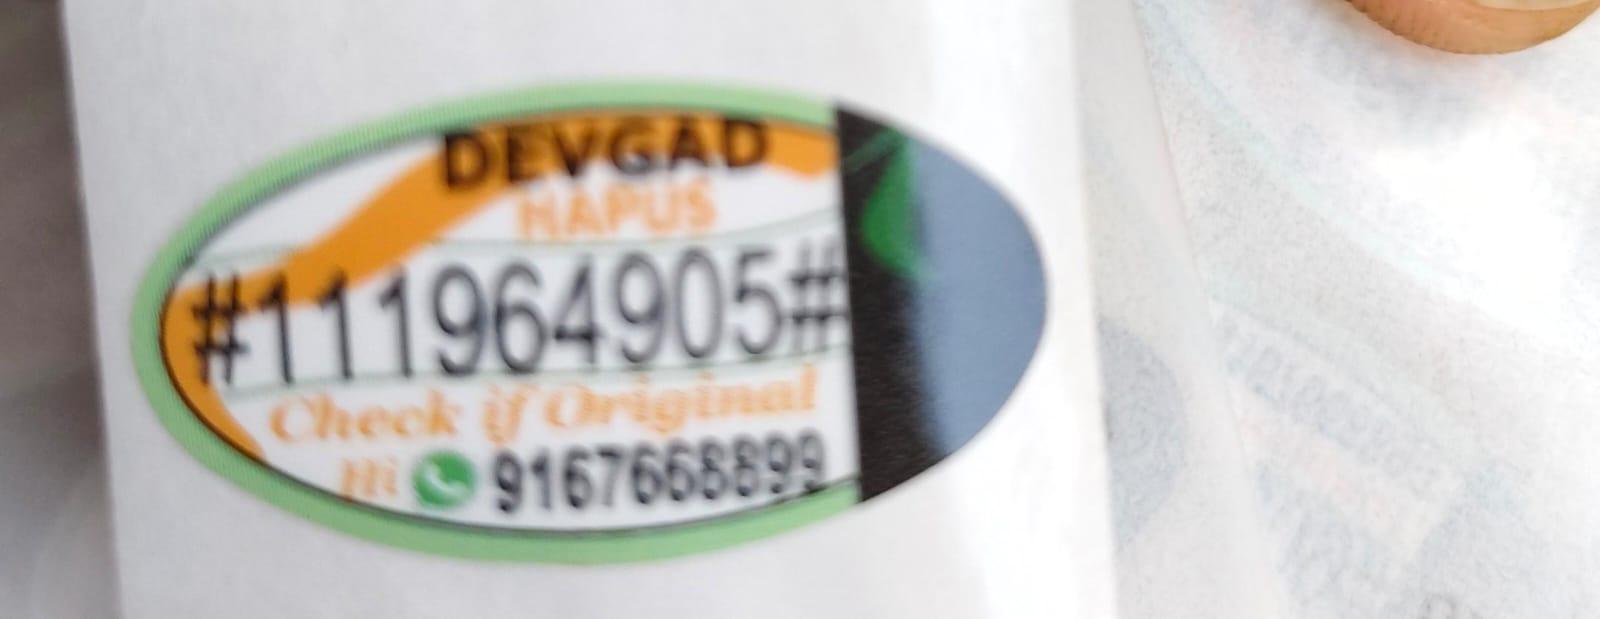 DEVGAD
HAPUS
#111964905#
Check if Original
Hi 9167668899